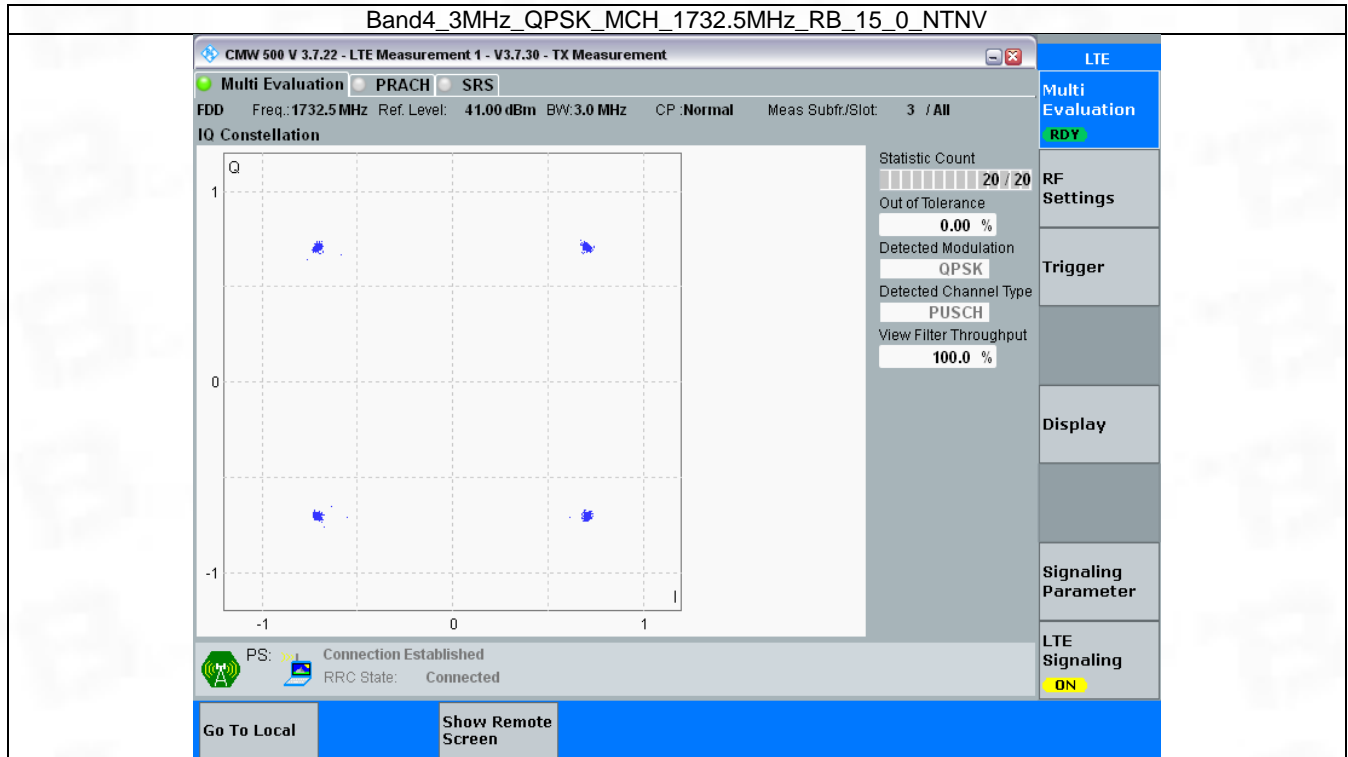 Band4_3MHz_QPSK_MCH_1732.5MHz_RB_15_0_NTNV
CMW 500 V 3.7.22 - LTE Measurement 1 - V3.7.30 - TX Measurement
LTE
Multi Evaluation PRACH SRS
FDD Freq.:1732.5 MHz Ref. Level: 41.00 dBm BW:3.0 MHz CP :Normal Meas Subfr./Slot: 3 / All
IQ Constellation
Q
1
0
-1
-1 0 1
I
Statistic Count
20 / 20
Out of Tolerance
0.00 %
Detected Modulation
QPSK
Detected Channel Type
PUSCH
View Filter Throughput
100.0 %
Multi
Evaluation
RDY
RF
Settings
Trigger
Display
Signaling
Parameter
LTE
Signaling
ON
PS: Connection Established
RRC State: Connected
Go To Local
Show Remote
Screen